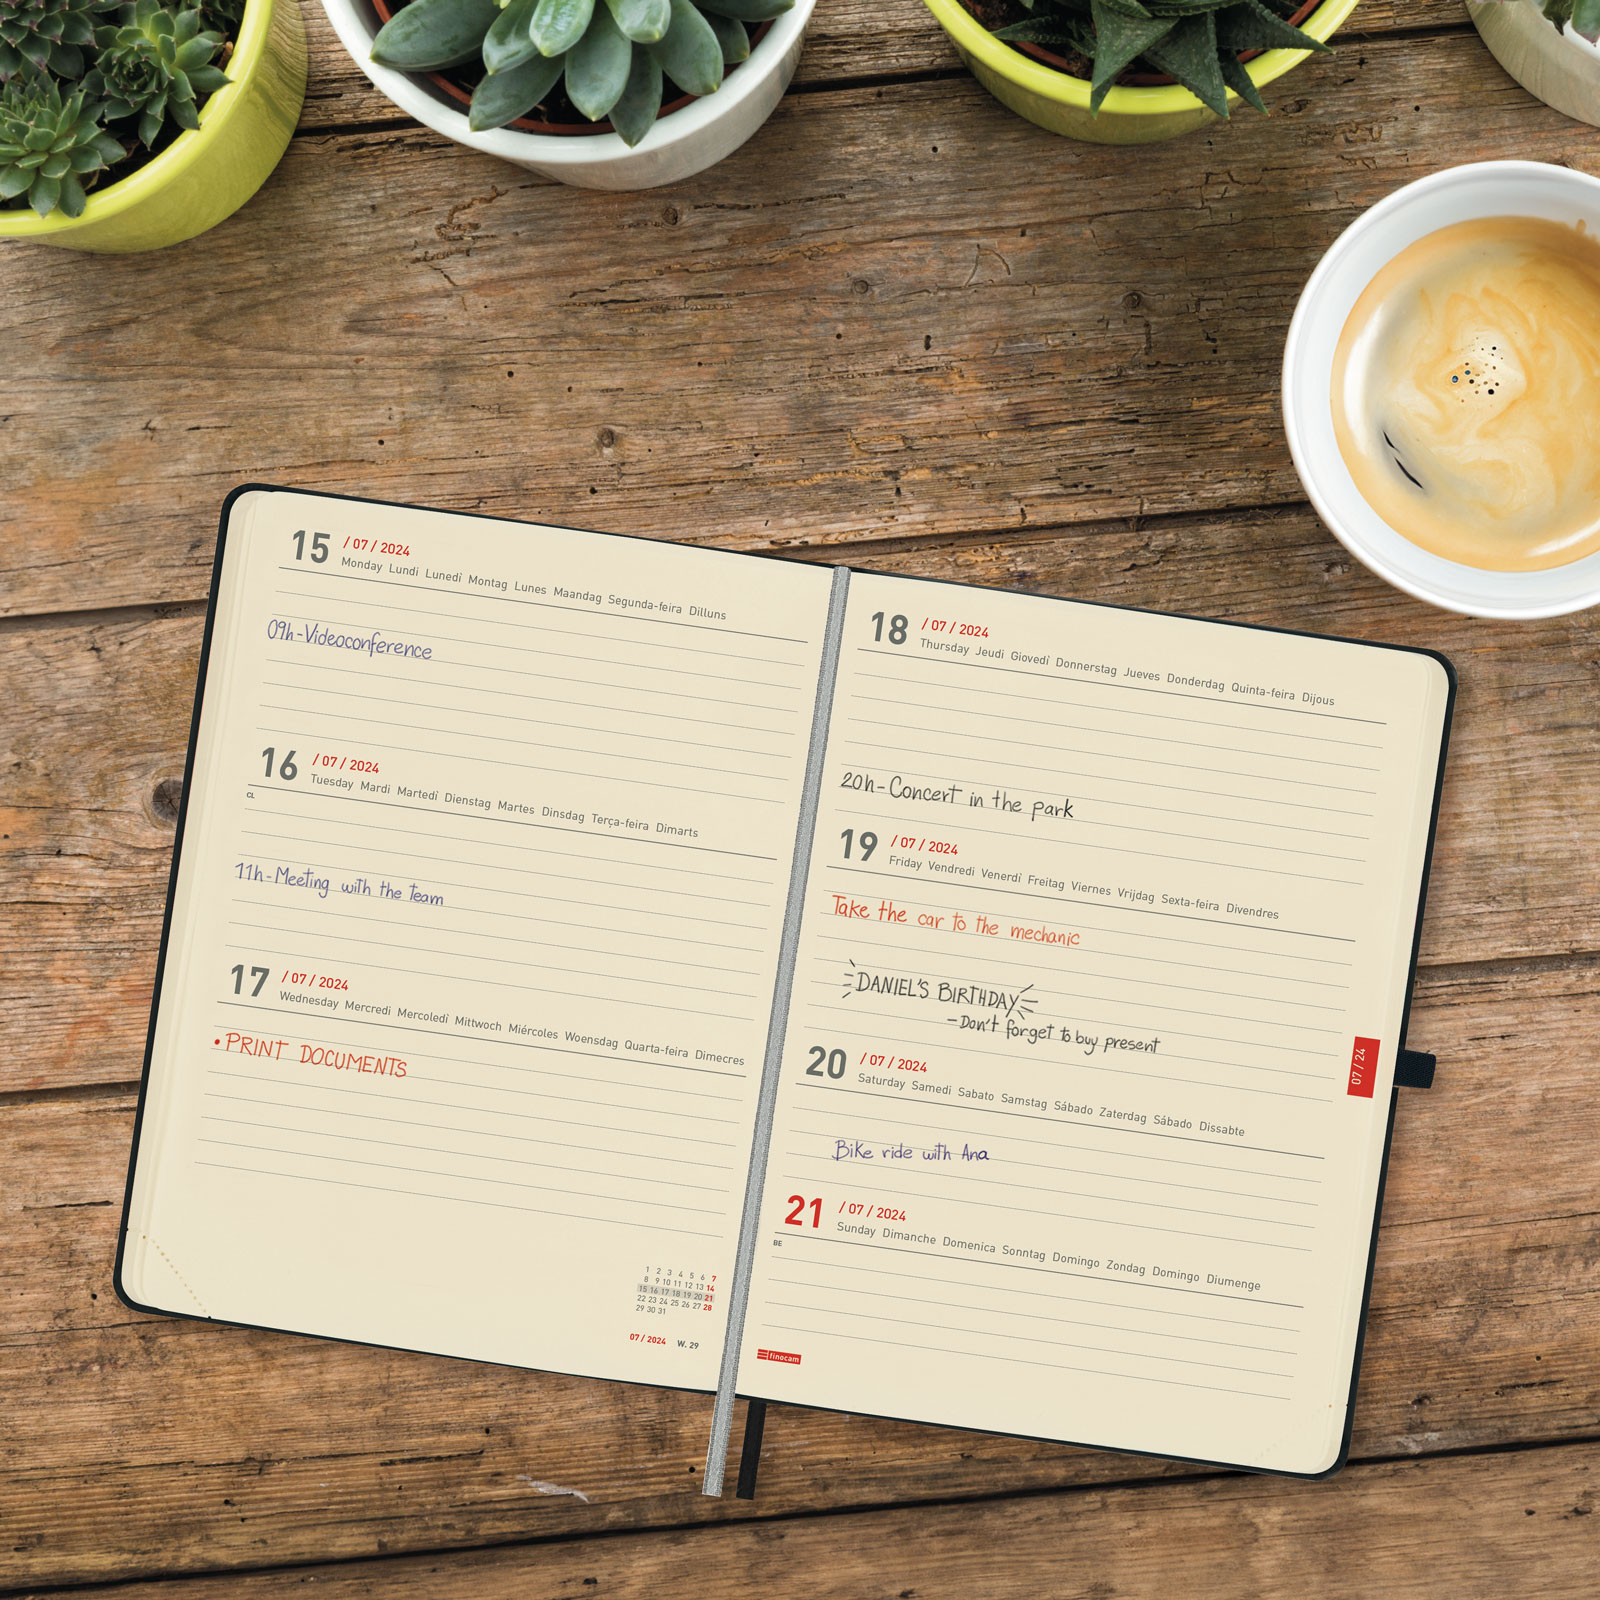 15 / 07 / 2024
Monday Lundi Lunedì Montag Lunes Maandag Segunda-feira Dilluns
09h-Videoconference
16 / 07 / 2024
Tuesday Mardi Martedì Dienstag Martes Dinsdag Terça-feira Dimarts
CL
11h-Meeting with the team
17 / 07 / 2024
Wednesday Mercredi Mercoledì Mittwoch Miércoles Woensdag Quarta-feira Dimecres
• PRINT DOCUMENTS
1 2 3 4 5 6 7
8 9 10 11 12 13 14
15 16 17 18 19 20 21
22 23 24 25 26 27 28
29 30 31
07 / 2024 W. 29
18 / 07 / 2024
Thursday Jeudi Giovedì Donnerstag Jueves Donderdag Quinta-feira Dijous
20h-Concert in the park
19 / 07 / 2024
Friday Vendredi Venerdì Freitag Viernes Vrijdag Sexta-feira Divendres
Take the car to the mechanic
DANIEL'S BIRTHDAY
-Don't forget to buy present
20 / 07 / 2024
Saturday Samedi Sabato Samstag Sábado Zaterdag Sábado Dissabte
07 / 24
Bike ride with Ana
21 / 07 / 2024
Sunday Dimanche Domenica Sonntag Domingo Zondag Domingo Diumenge
BE
finocam